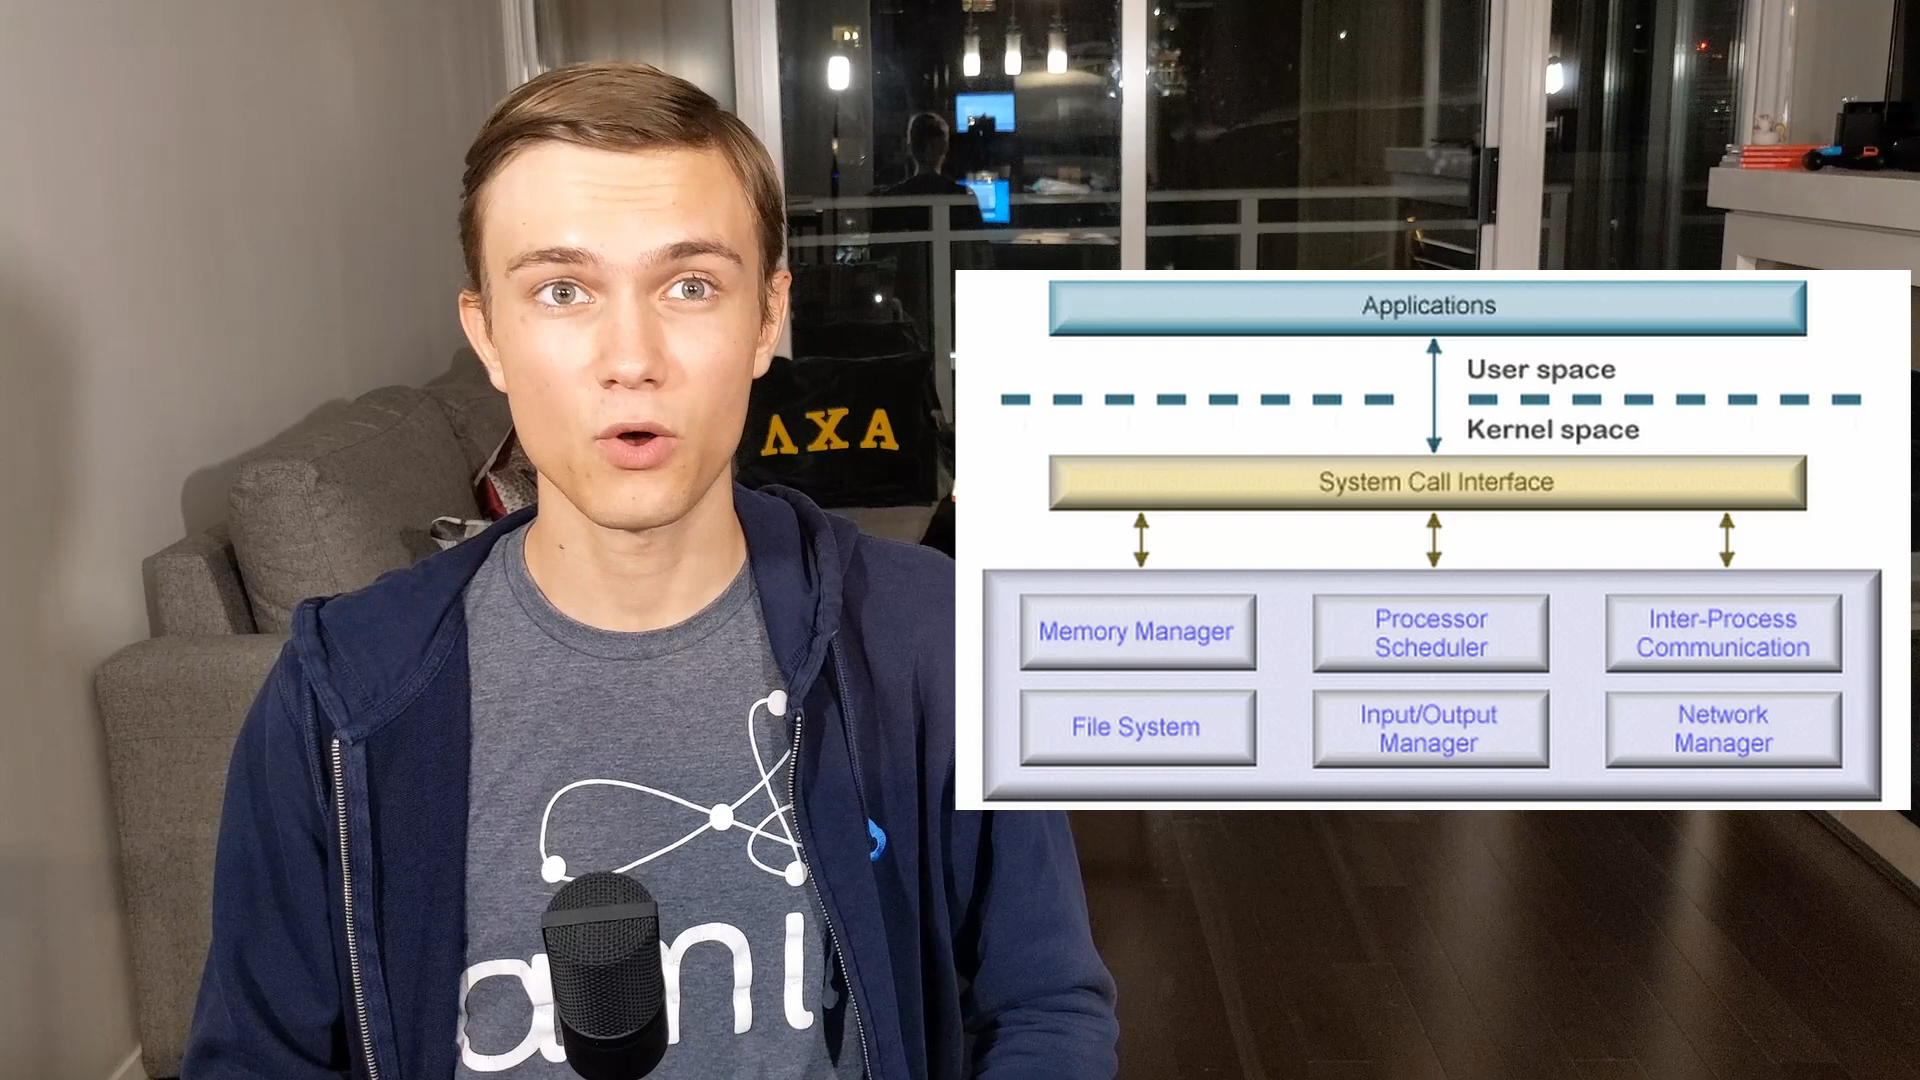 ΛΧΑ
Applications
User space
Kernel space
System Call Interface
Memory Manager
Processor
Scheduler
Inter-Process
Communication
File System
Input/Output
Manager
Network
Manager